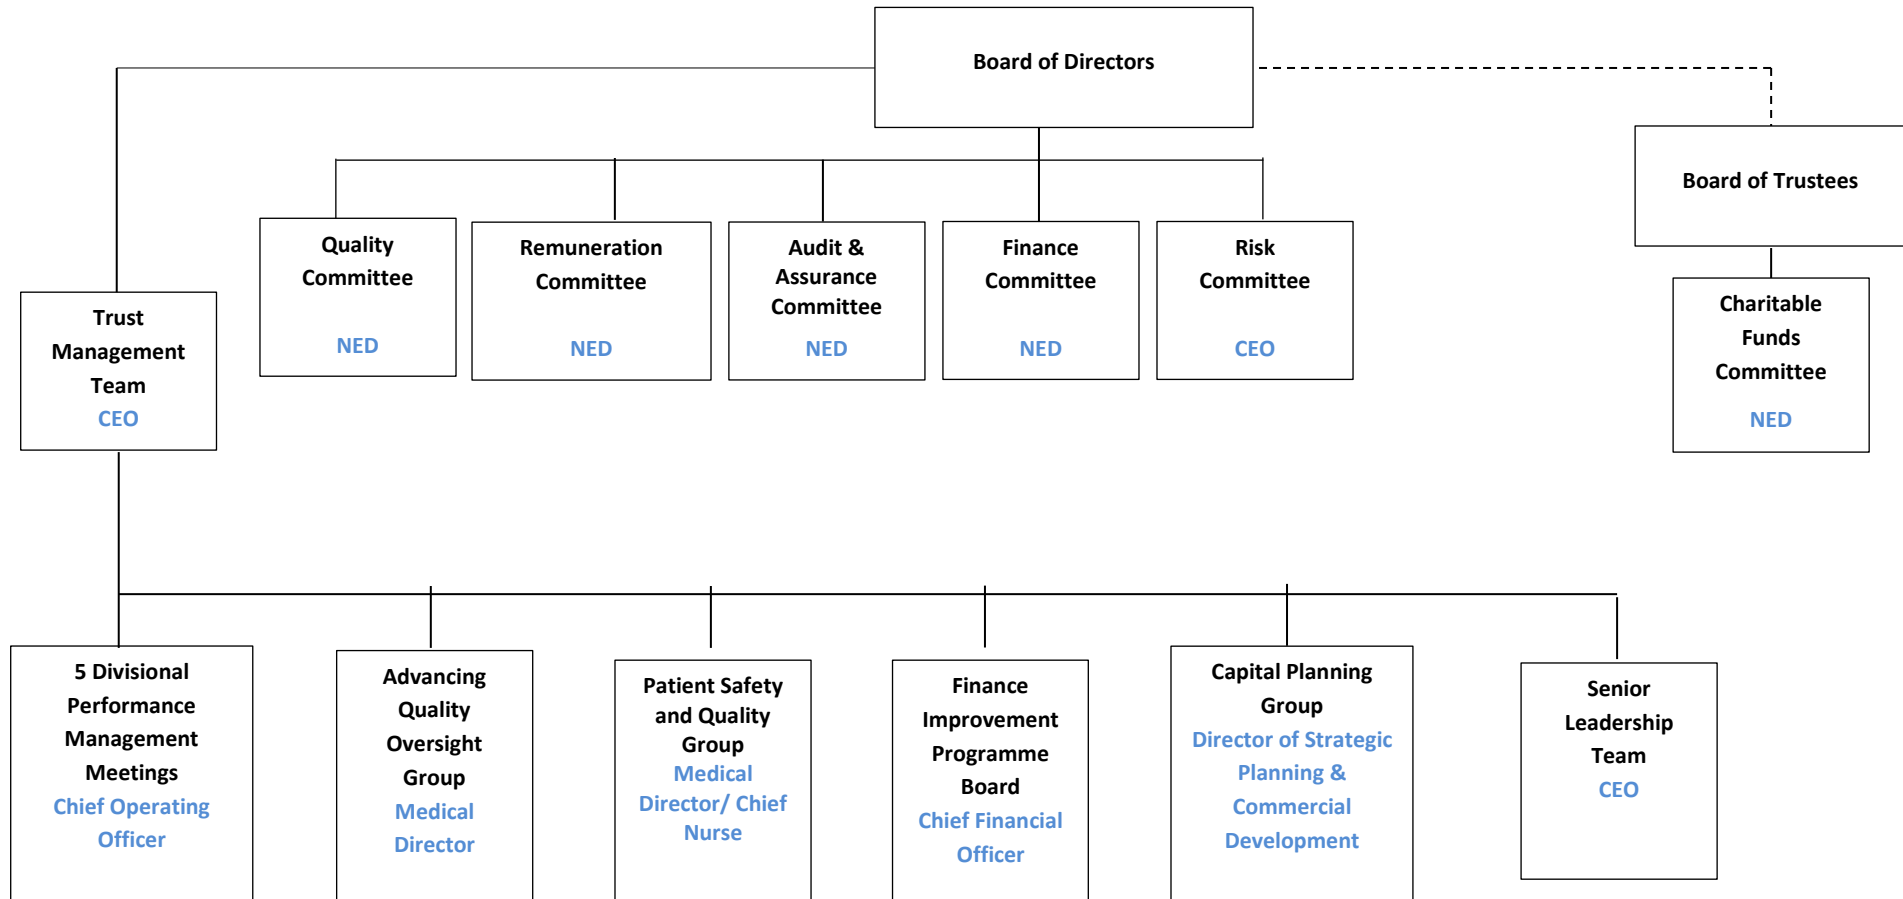 Board of Directors
Board of Trustees
Quality
Committee
NED
Remuneration
Committee
NED
Audit &
Assurance
Committee
NED
Finance
Committee
NED
Risk
Committee
CEO
Charitable
Funds
Committee
NED
Trust
Management
Team
CEO
5 Divisional
Performance
Management
Meetings
Chief Operating
Officer
Advancing
Quality
Oversight
Group
Medical
Director
Patient Safety
and Quality
Group
Medical
Director/ Chief
Nurse
Finance
Improvement
Programme
Board
Chief Financial
Officer
Capital Planning
Group
Director of Strategic
Planning &
Commercial
Development
Senior
Leadership
Team
CEO